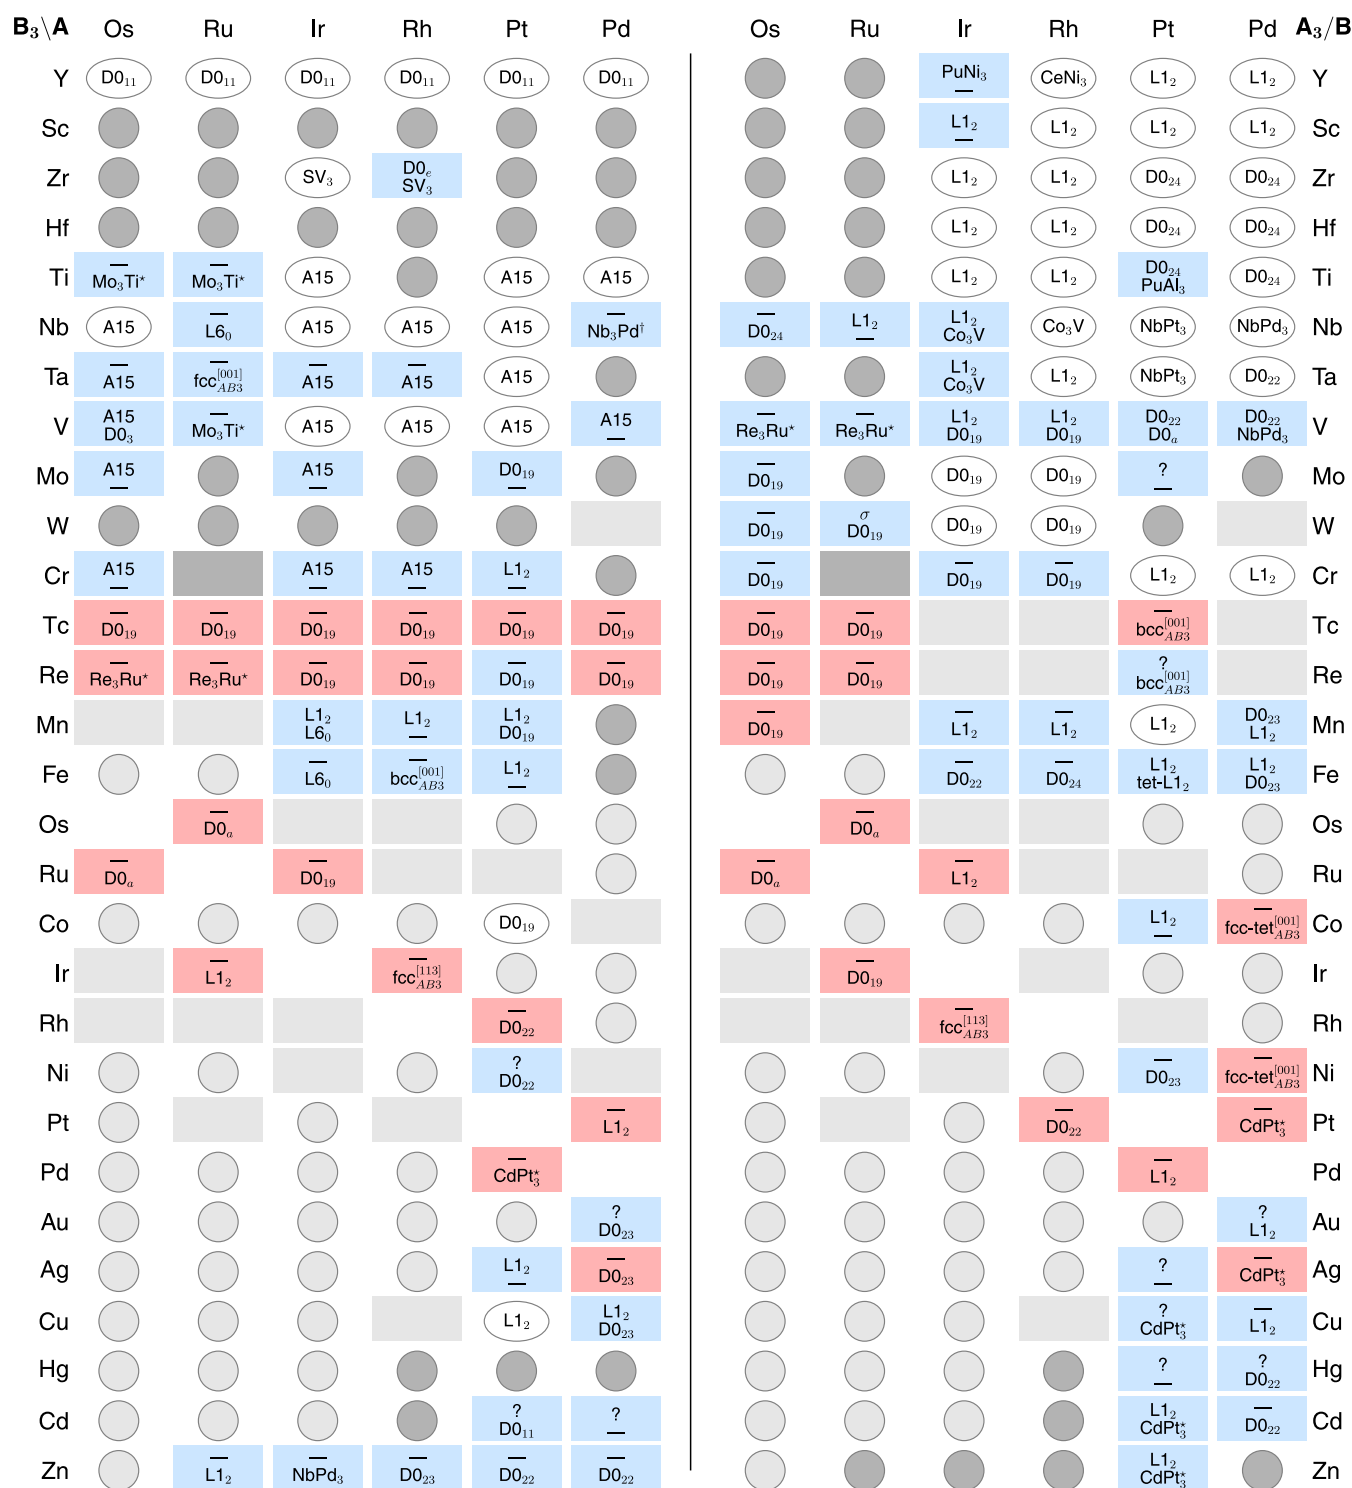 B₃\A Os Ru Ir Rh Pt Pd Os Ru Ir Rh Pt Pd A₃/B
Y D0₁₁ D0₁₁ D0₁₁ D0₁₁ D0₁₁ D0₁₁ PuNi₃ — CeNi₃ L1₂ L1₂ Y
Sc L1₂ — L1₂ L1₂ L1₂ Sc
Zr SV₃ D0ₑ SV₃ L1₂ L1₂ D0₂₄ D0₂₄ Zr
Hf L1₂ L1₂ D0₂₄ D0₂₄ Hf
Ti — Mo₃Ti* — Mo₃Ti* A15 A15 A15 L1₂ L1₂ D0₂₄ PuAl₃ D0₂₄ Ti
Nb A15 — L6₀ A15 A15 A15 — Nb₃Pd† — D0₂₄ L1₂ — L1₂ Co₃V Co₃V NbPt₃ NbPd₃ Nb
Ta — A15 — fcc[001]AB3 — A15 — A15 A15 L1₂ Co₃V L1₂ NbPt₃ D0₂₂ Ta
V A15 D0₃ — Mo₃Ti* A15 A15 A15 A15 — — Re₃Ru* — Re₃Ru* L1₂ D0₁₉ L1₂ D0₁₉ D0₂₂ D0ₐ D0₂₂ NbPd₃ V
Mo A15 — A15 — D0₁₉ — — D0₁₉ D0₁₉ D0₁₉ ? — Mo
W — D0₁₉ σ D0₁₉ D0₁₉ D0₁₉ W
Cr A15 — A15 — A15 — L1₂ — — D0₁₉ — D0₁₉ — D0₁₉ L1₂ L1₂ Cr
Tc — D0₁₉ — D0₁₉ — D0₁₉ — D0₁₉ — D0₁₉ — D0₁₉ — D0₁₉ — D0₁₉ — bcc[001]AB3 Tc
Re — Re₃Ru* — Re₃Ru* — D0₁₉ — D0₁₉ — D0₁₉ — D0₁₉ — D0₁₉ — D0₁₉ ? bcc[001]AB3 Re
Mn L1₂ L6₀ L1₂ — L1₂ D0₁₉ — D0₁₉ — L1₂ — L1₂ L1₂ D0₂₃ L1₂ Mn
Fe — L6₀ — bcc[001]AB3 L1₂ — — D0₂₂ — D0₂₄ L1₂ tet-L1₂ L1₂ D0₂₃ Fe
Os — D0ₐ — D0ₐ Os
Ru — D0ₐ — D0₁₉ — D0ₐ — L1₂ Ru
Co D0₁₉ L1₂ — — fcc-tet[001]AB3 Co
Ir — L1₂ — fcc[113]AB3 — D0₁₉ Ir
Rh — D0₂₂ — fcc[113]AB3 Rh
Ni ? D0₂₂ — D0₂₃ — fcc-tet[001]AB3 Ni
Pt — L1₂ — D0₂₂ — CdPt₃* Pt
Pd — CdPt₃* — L1₂ Pd
Au ? D0₂₃ ? L1₂ Au
Ag L1₂ — — D0₂₃ ? — — CdPt₃* Ag
Cu L1₂ L1₂ D0₂₃ ? CdPt₃* — L1₂ Cu
Hg ? — ? D0₂₂ Hg
Cd ? D0₁₁ ? — L1₂ CdPt₃* — D0₂₂ Cd
Zn — L1₂ — NbPd₃ — D0₂₃ — D0₂₂ — D0₂₂ L1₂ CdPt₃* Zn